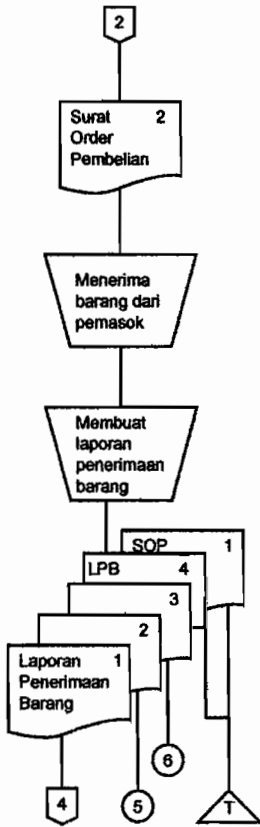 2
Surat 2
Order
Pembelian
Menerima
barang dari
pemasok
Membuat
laporan
penerimaan
barang
SOP 1
LPB 4
3
2
Laporan 1
Penerimaan
Barang
6
4
5
T